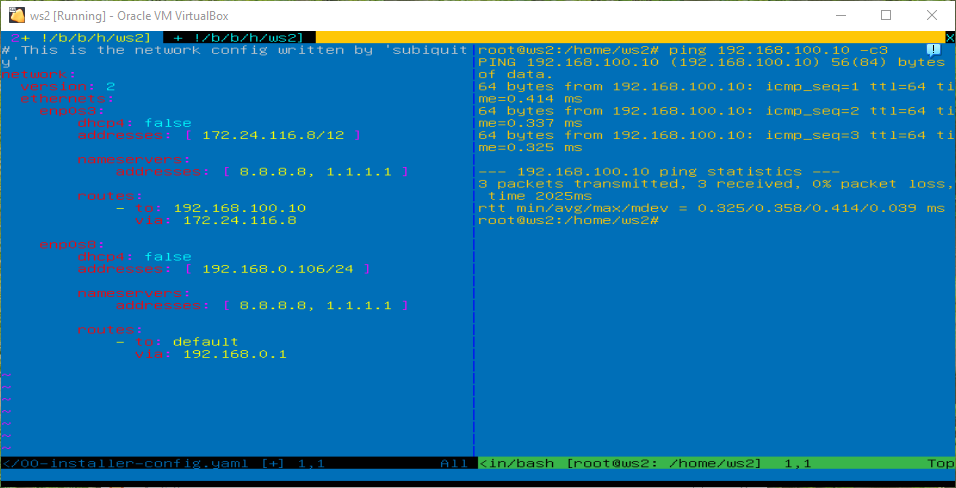 ws2 [Running] - Oracle VM VirtualBox
2+ !/b/b/h/ws2] + !/b/b/h/ws2] X
# This is the network config written by 'subiquit
y'
network:
version: 2
ethernets:
enp0s3:
dhcp4: false
addresses: [ 172.24.116.8/12 ]
nameservers:
addresses: [ 8.8.8.8, 1.1.1.1 ]
routes:
- to: 192.168.100.10
via: 172.24.116.8
enp0s8:
dhcp4: false
addresses: [ 192.168.0.106/24 ]
nameservers:
addresses: [ 8.8.8.8, 1.1.1.1 ]
routes:
- to: default
via: 192.168.0.1
~
~
~
~
~
~
~
</00-installer-config.yaml [+] 1,1 All
root@ws2:/home/ws2# ping 192.168.100.10 -c3
PING 192.168.100.10 (192.168.100.10) 56(84) bytes
of data.
64 bytes from 192.168.100.10: icmp_seq=1 ttl=64 ti
me=0.414 ms
64 bytes from 192.168.100.10: icmp_seq=2 ttl=64 ti
me=0.337 ms
64 bytes from 192.168.100.10: icmp_seq=3 ttl=64 ti
me=0.325 ms
--- 192.168.100.10 ping statistics ---
3 packets transmitted, 3 received, 0% packet loss,
time 2025ms
rtt min/avg/max/mdev = 0.325/0.358/0.414/0.039 ms
root@ws2:/home/ws2#
<in/bash [root@ws2: /home/ws2] 1,1 Top